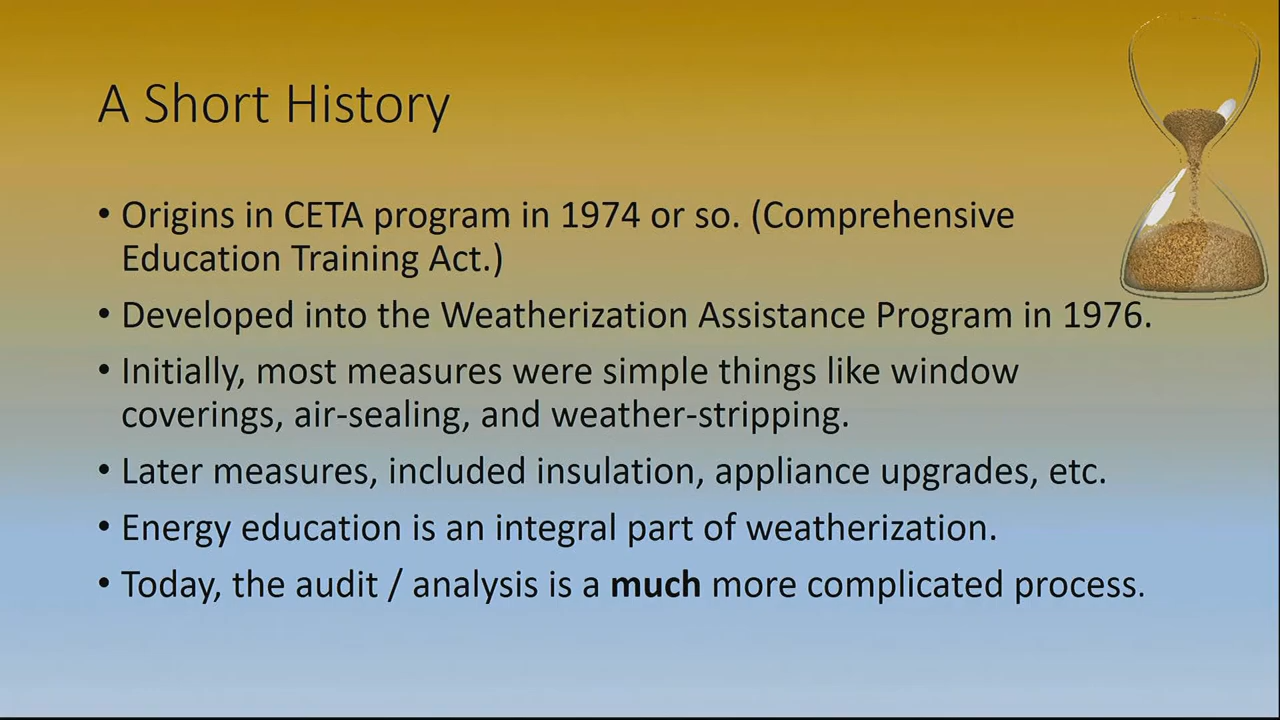 A Short History
• Origins in CETA program in 1974 or so. (Comprehensive
Education Training Act.)
• Developed into the Weatherization Assistance Program in 1976.
• Initially, most measures were simple things like window
coverings, air-sealing, and weather-stripping.
• Later measures, included insulation, appliance upgrades, etc.
• Energy education is an integral part of weatherization.
• Today, the audit / analysis is a much more complicated process.